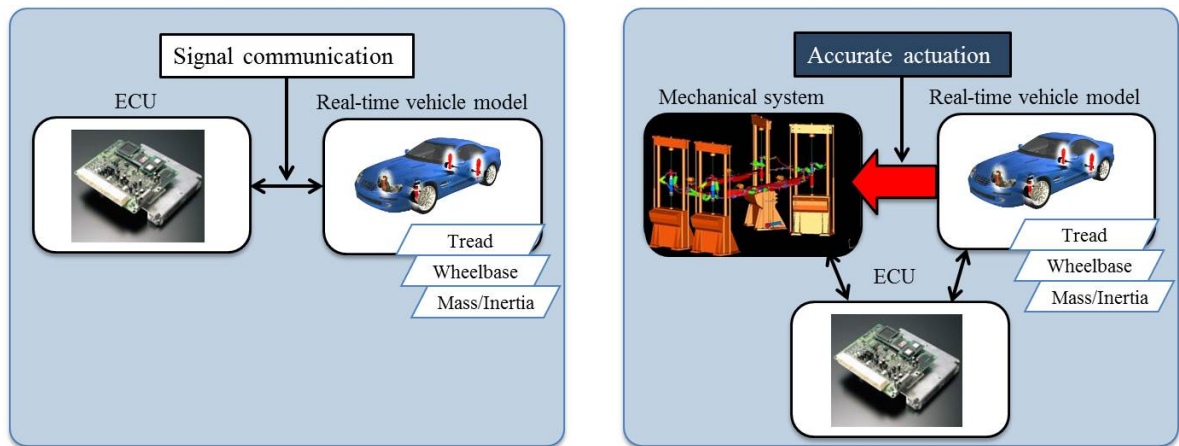 Signal communication
ECU
Real-time vehicle model
Tread
Wheelbase
Mass/Inertia
Accurate actuation
Mechanical system
Real-time vehicle model
Tread
Wheelbase
Mass/Inertia
ECU